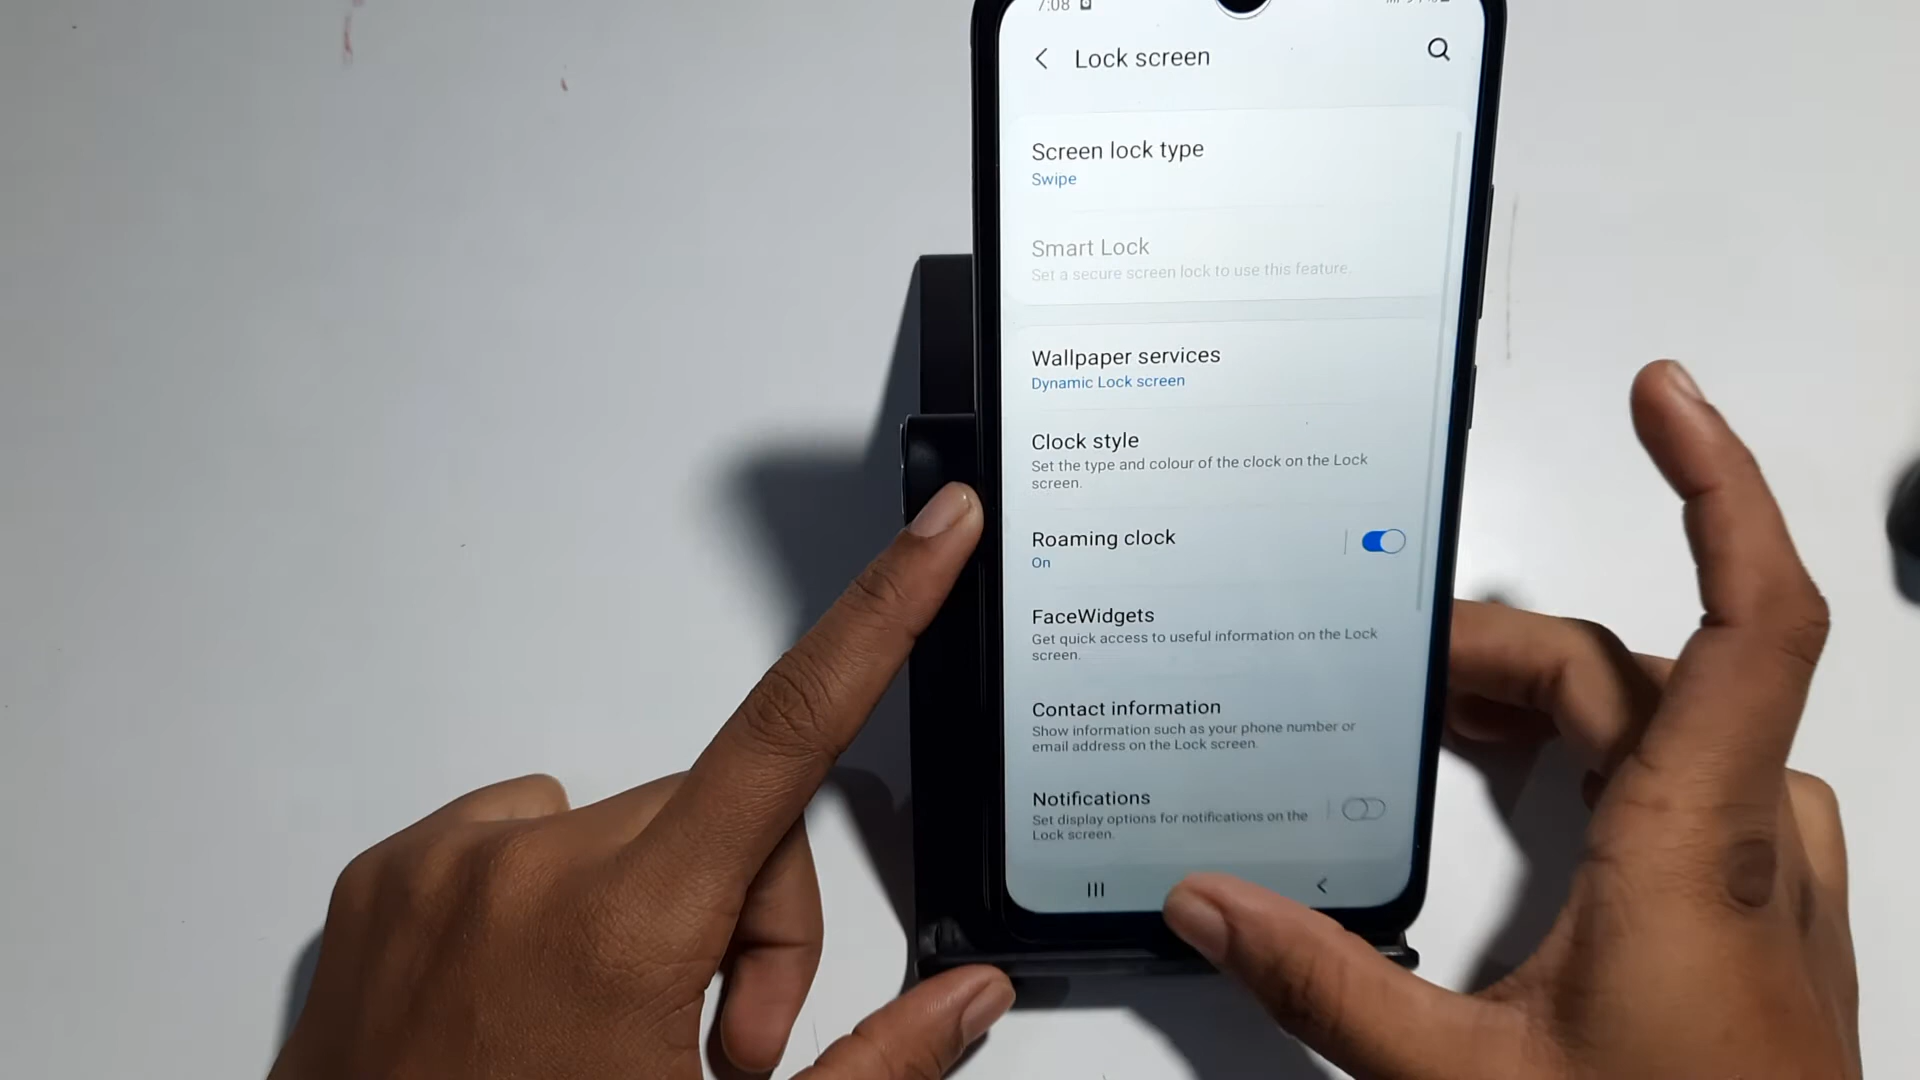 7:08
Lock screen
Screen lock type
Swipe
Smart Lock
Set a secure screen lock to use this feature.
Wallpaper services
Dynamic Lock screen
Clock style
Set the type and colour of the clock on the Lock
screen.
Roaming clock
On
FaceWidgets
Get quick access to useful information on the Lock
screen.
Contact information
Show information such as your phone number or
email address on the Lock screen.
Notifications
Set display options for notifications on the
Lock screen.